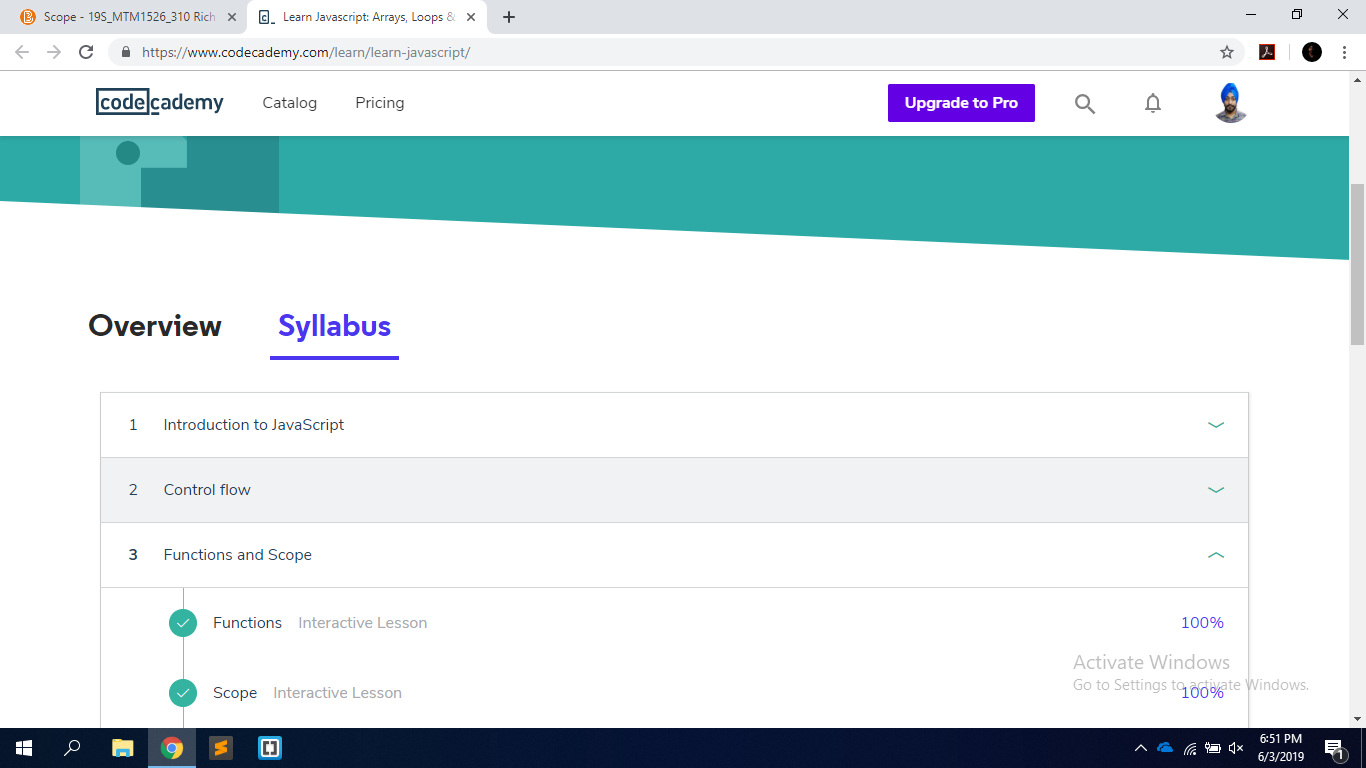 Scope - 19S_MTM1526_310 Rich
Learn Javascript: Arrays, Loops &
https://www.codecademy.com/learn/learn-javascript/
codecademy
Catalog
Pricing
Upgrade to Pro
Overview
Syllabus
1 Introduction to JavaScript
2 Control flow
3 Functions and Scope
Functions Interactive Lesson 100%
Scope Interactive Lesson 100%
Activate Windows
Go to Settings to activate Windows.
6:51 PM
6/3/2019
1